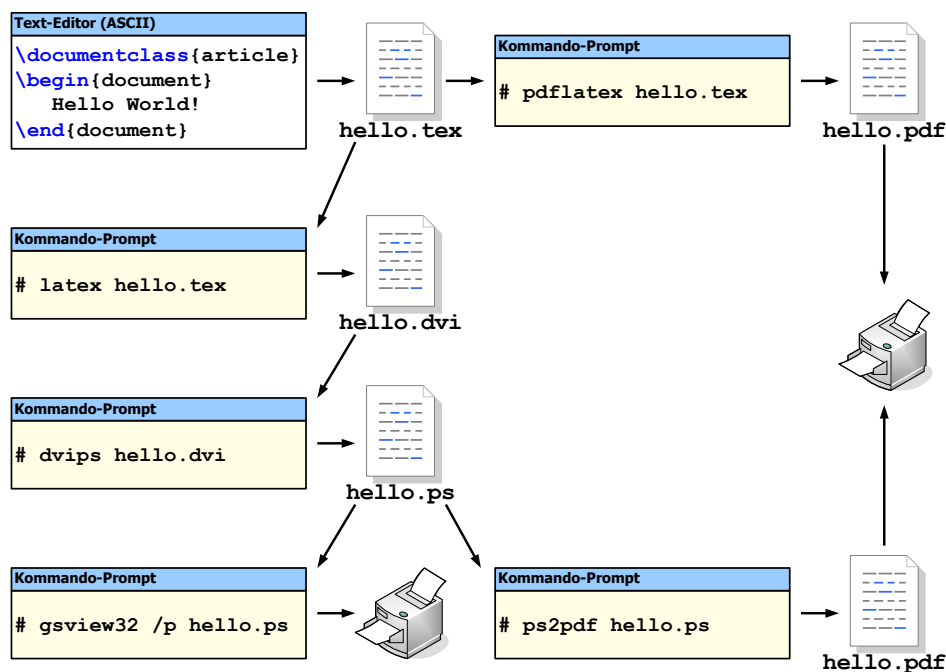 Text-Editor (ASCII)
\documentclass{article}
\begin{document}
Hello World!
\end{document}
hello.tex
Kommando-Prompt
# pdflatex hello.tex
hello.pdf
Kommando-Prompt
# latex hello.tex
hello.dvi
Kommando-Prompt
# dvips hello.dvi
hello.ps
Kommando-Prompt
# gsview32 /p hello.ps
Kommando-Prompt
# ps2pdf hello.ps
hello.pdf